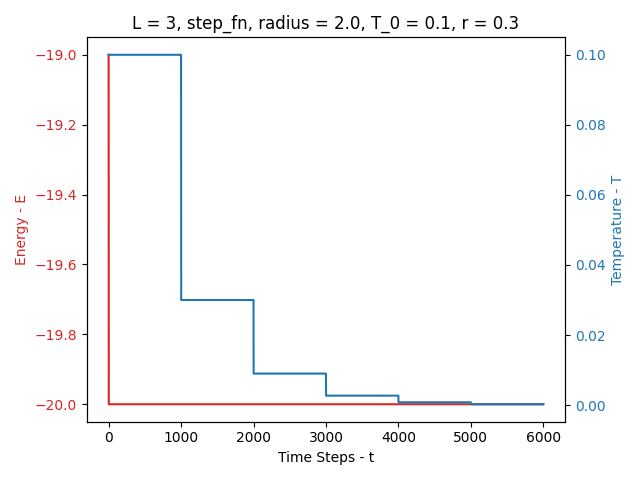 L = 3, step_fn, radius = 2.0, T_0 = 0.1, r = 0.3
Energy - E
−19.0
−19.2
−19.4
−19.6
−19.8
−20.0
0.10
0.08
0.06
0.04
0.02
0.00
Temperature - T
0 1000 2000 3000 4000 5000 6000
Time Steps - t